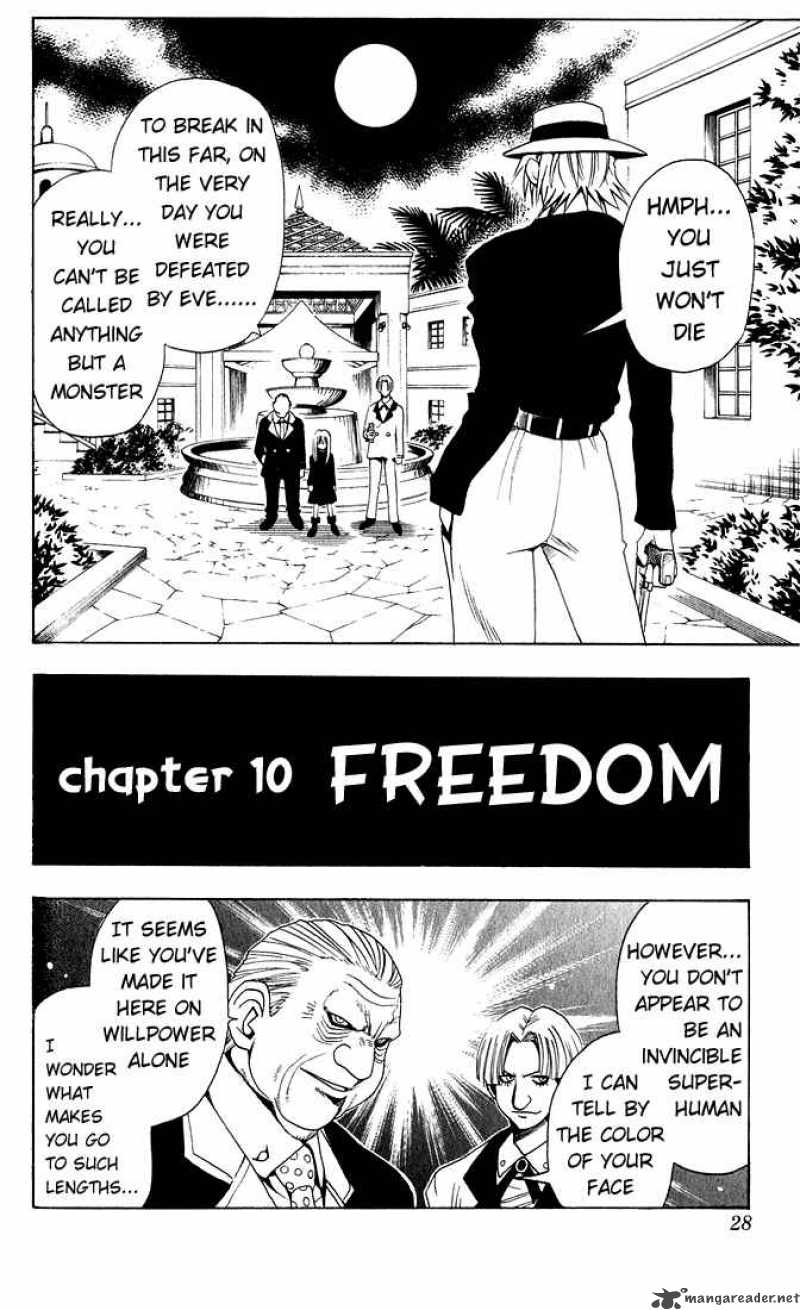 HMPH...
YOU
JUST
WON'T
DIE
TO BREAK IN
THIS FAR, ON
THE VERY
DAY YOU
WERE
DEFEATED
BY EVE......
REALLY...
YOU
CAN'T BE
CALLED
ANYTHING
BUT A
MONSTER
chapter 10 FREEDOM
HOWEVER...
YOU DON'T
APPEAR TO
BE AN
INVINCIBLE
SUPER-
HUMAN
I CAN
TELL BY
THE COLOR
OF YOUR
FACE
IT SEEMS
LIKE YOU'VE
MADE IT
HERE ON
WILLPOWER
ALONE
I
WONDER
WHAT
MAKES
YOU GO
TO SUCH
LENGTHS...
28
mangareader.net